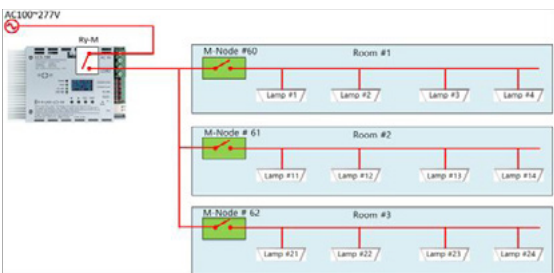 AC100~277V
Ry-M
M-Node #60
Room #1
Lamp #1
Lamp #2
Lamp #3
Lamp #4
M-Node # 61
Room #2
Lamp #11
Lamp #12
Lamp #13
Lamp #14
M-Node # 62
Room #3
Lamp #21
Lamp #22
Lamp #23
Lamp #24